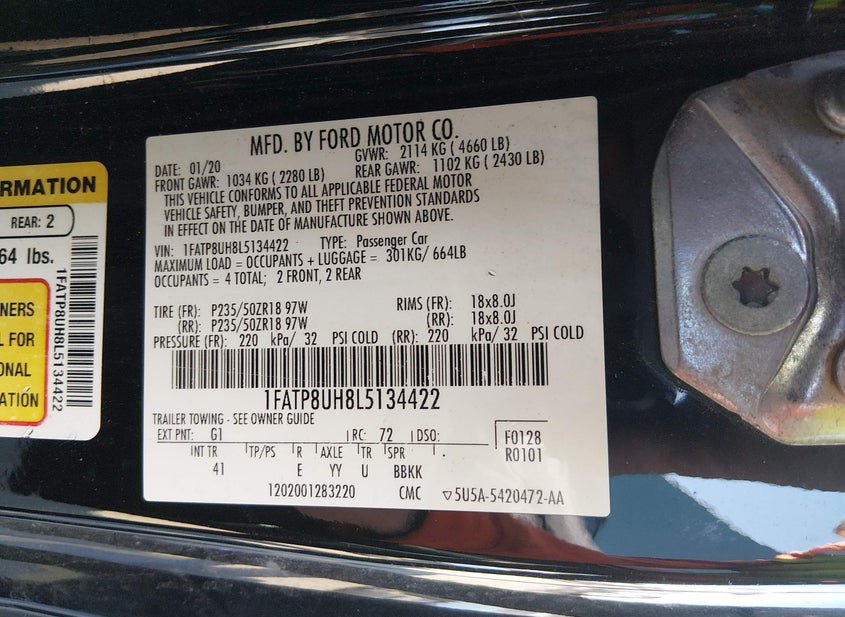 RMATION
REAR: 2
64 lbs.
NERS
L FOR
ONAL
ATION
1FATP8UH8L5134422
MFD. BY FORD MOTOR CO.
DATE: 01/20
GVWR: 2114 KG ( 4660 LB)
FRONT GAWR: 1034 KG ( 2280 LB)
REAR GAWR: 1102 KG ( 2430 LB)
THIS VEHICLE CONFORMS TO ALL APPLICABLE FEDERAL MOTOR
VEHICLE SAFETY, BUMPER, AND THEFT PREVENTION STANDARDS
IN EFFECT ON THE DATE OF MANUFACTURE SHOWN ABOVE.
VIN: 1FATP8UH8L5134422 TYPE: Passenger Car
MAXIMUM LOAD = OCCUPANTS + LUGGAGE = 301KG/ 664LB
OCCUPANTS = 4 TOTAL; 2 FRONT, 2 REAR
TIRE (FR): P235/50ZR18 97W RIMS (FR): 18x8.0J
(RR): P235/50ZR18 97W (RR): 18x8.0J
PRESSURE (FR): 220 kPa/ 32 PSI COLD (RR): 220 kPa/ 32 PSI COLD
1FATP8UH8L5134422
TRAILER TOWING - SEE OWNER GUIDE
EXT PNT: G1 RC: 72 DSO: F0128
INT TR TP/PS R AXLE TR SPR R0101
41 E YY U BBKK
1202001283220 CMC ▽5U5A-5420472-AA